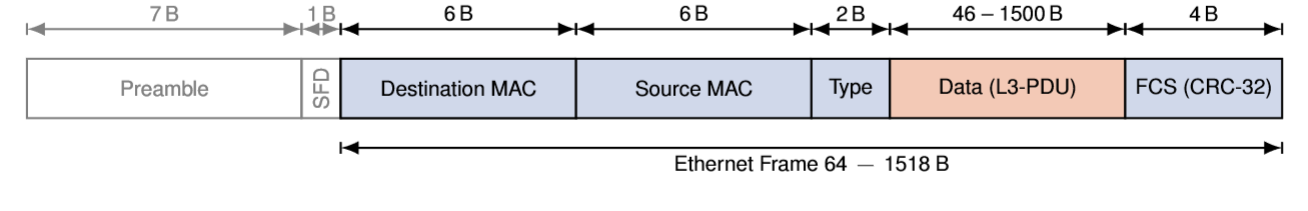 7 B 1 B 6 B 6 B 2 B 46 – 1500 B 4 B
Preamble SFD Destination MAC Source MAC Type Data (L3-PDU) FCS (CRC-32)
Ethernet Frame 64 — 1518 B